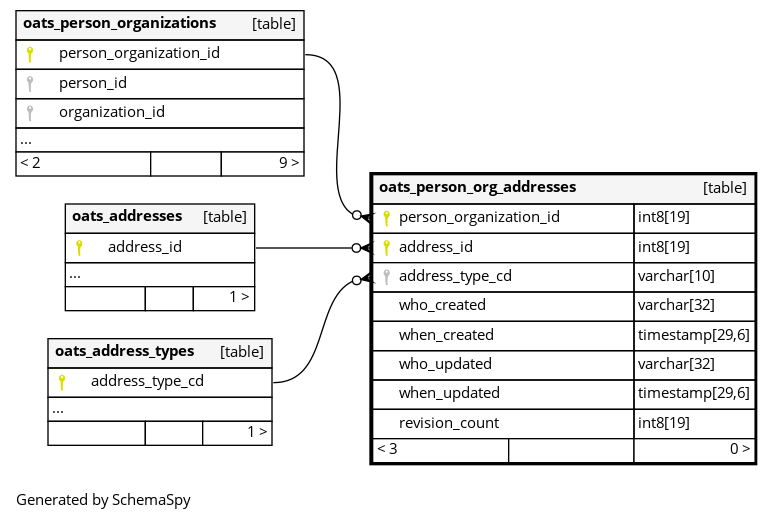 oats_person_organizations [table]
person_organization_id
person_id
organization_id
...
< 2 9 >
oats_addresses [table]
address_id
...
1 >
oats_address_types [table]
address_type_cd
...
1 >
oats_person_org_addresses [table]
person_organization_id int8[19]
address_id int8[19]
address_type_cd varchar[10]
who_created varchar[32]
when_created timestamp[29,6]
who_updated varchar[32]
when_updated timestamp[29,6]
revision_count int8[19]
< 3 0 >
Generated by SchemaSpy